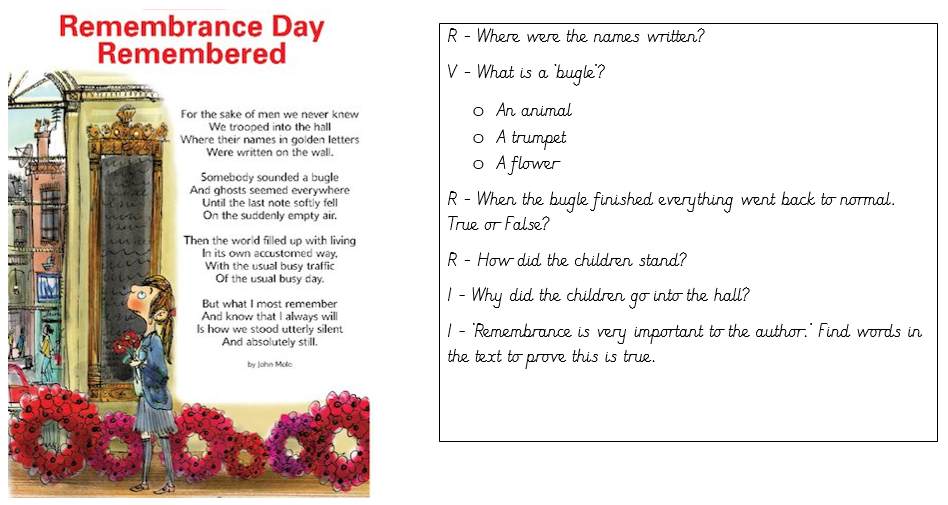 Remembrance Day
Remembered
For the sake of men we never knew
We trooped into the hall
Where their names in golden letters
Were written on the wall.
Somebody sounded a bugle
And ghosts seemed everywhere
Until the last note softly fell
On the suddenly empty air.
Then the world filled up with living
In its own accustomed way,
With the usual busy traffic
Of the usual busy day.
But what I most remember
And know that I always will
Is how we stood utterly silent
And absolutely still.
by John Mole
R - Where were the names written?
V - What is a 'bugle'?
o An animal
o A trumpet
o A flower
R - When the bugle finished everything went back to normal.
True or False?
R - How did the children stand?
I - Why did the children go into the hall?
I - 'Remembrance is very important to the author.' Find words in
the text to prove this is true.